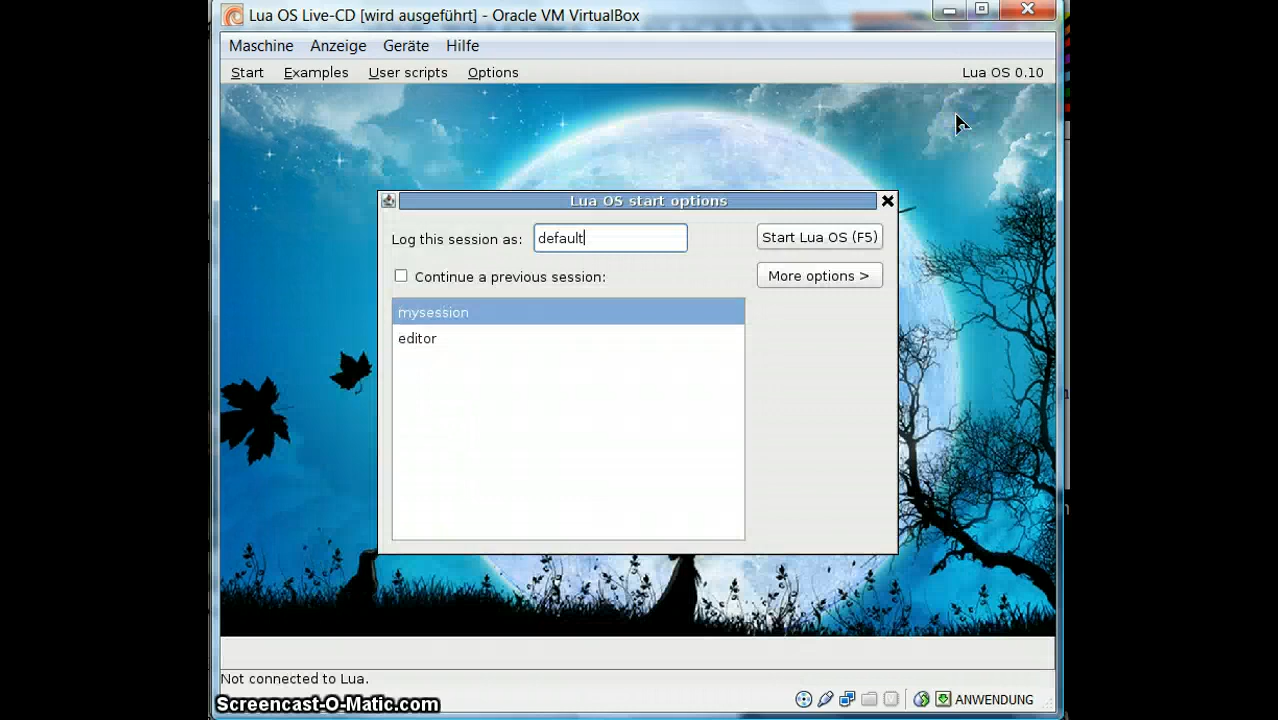 Lua OS Live-CD [wird ausgeführt] - Oracle VM VirtualBox
Maschine Anzeige Geräte Hilfe
Start Examples User scripts Options Lua OS 0.10
Lua OS start options
Log this session as: default Start Lua OS (F5)
Continue a previous session: More options >
mysession
editor
Not connected to Lua.
Screencast-O-Matic.com ANWENDUNG